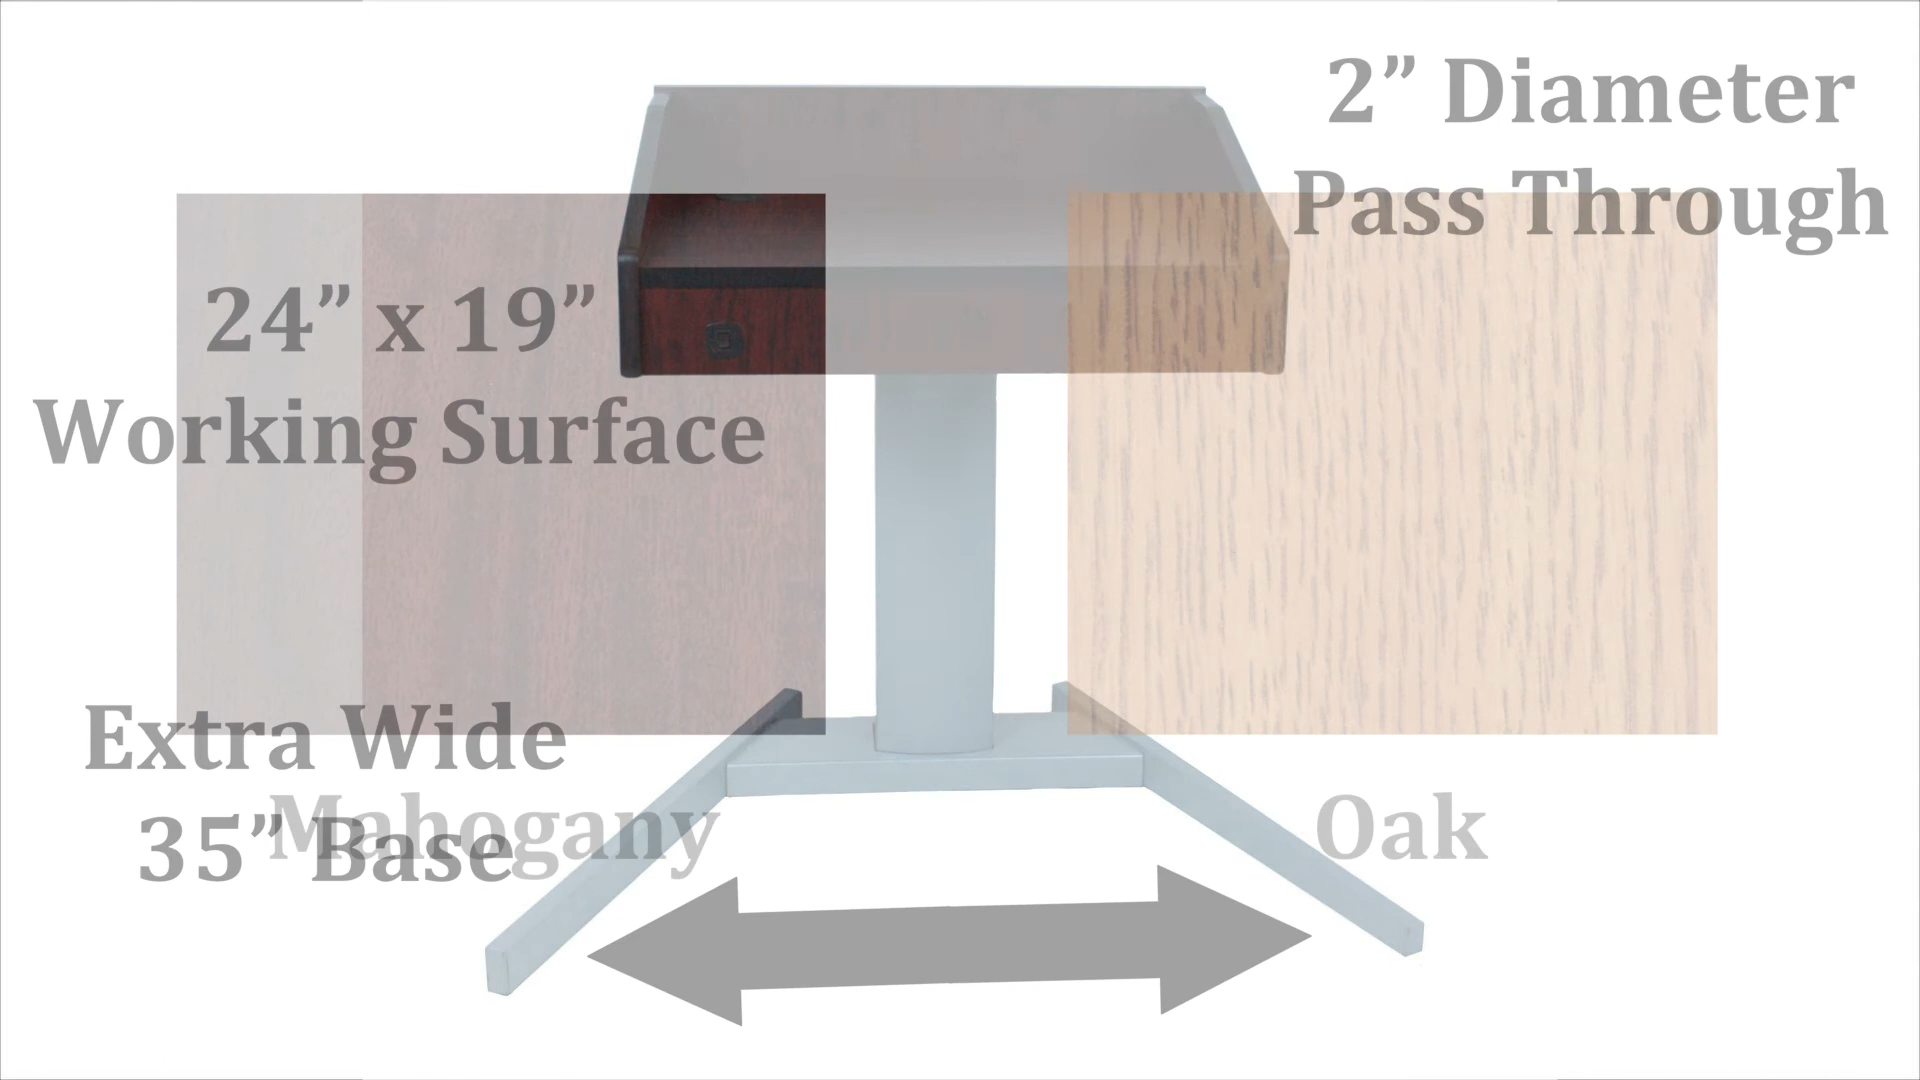 2” Diameter
Pass Through
24” x 19”
Working Surface
Extra Wide
35” Base
Mahogany
Oak